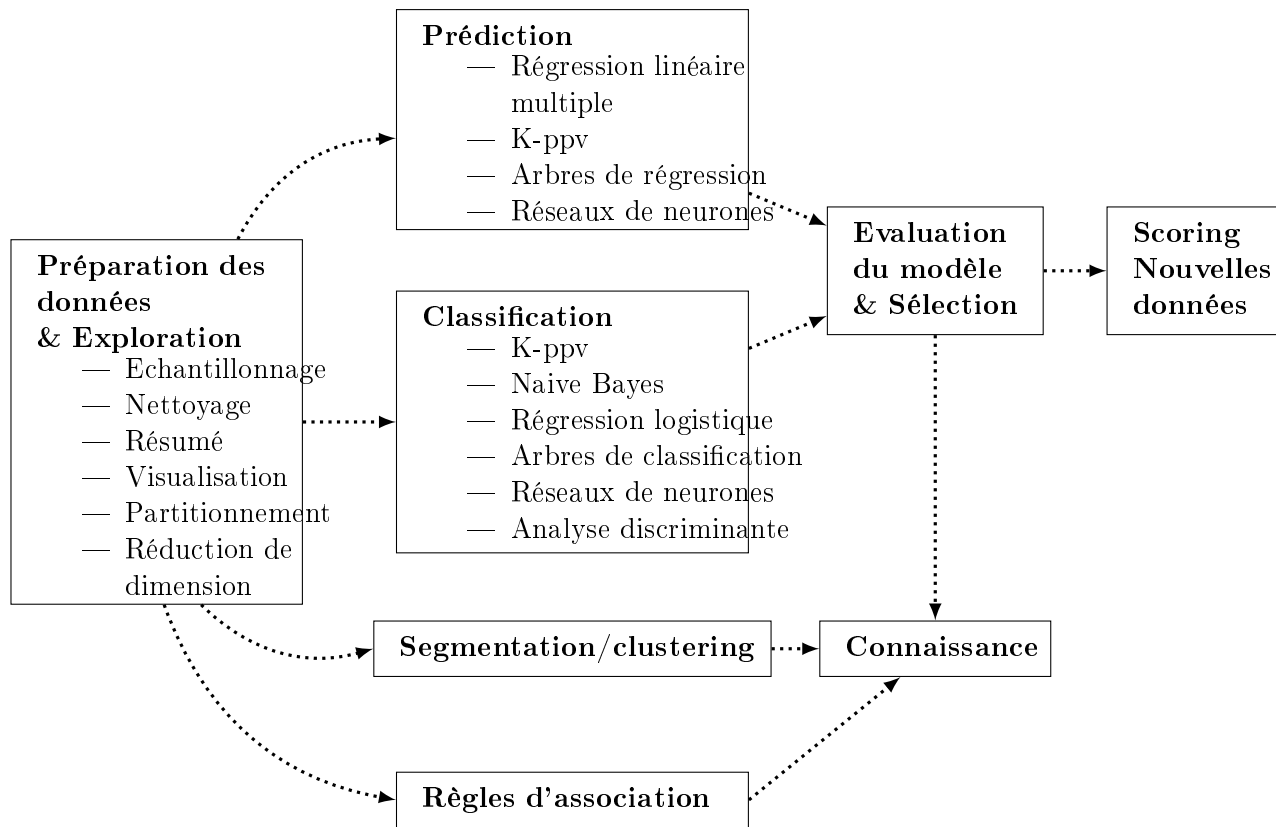 Prédiction
— Régression linéaire
multiple
— K-ppv
— Arbres de régression
— Réseaux de neurones
Préparation des
données
& Exploration
— Echantillonnage
— Nettoyage
— Résumé
— Visualisation
— Partitionnement
— Réduction de
dimension
Classification
— K-ppv
— Naive Bayes
— Régression logistique
— Arbres de classification
— Réseaux de neurones
— Analyse discriminante
Evaluation
du modèle
& Sélection
Scoring
Nouvelles
données
Segmentation/clustering
Connaissance
Règles d'association